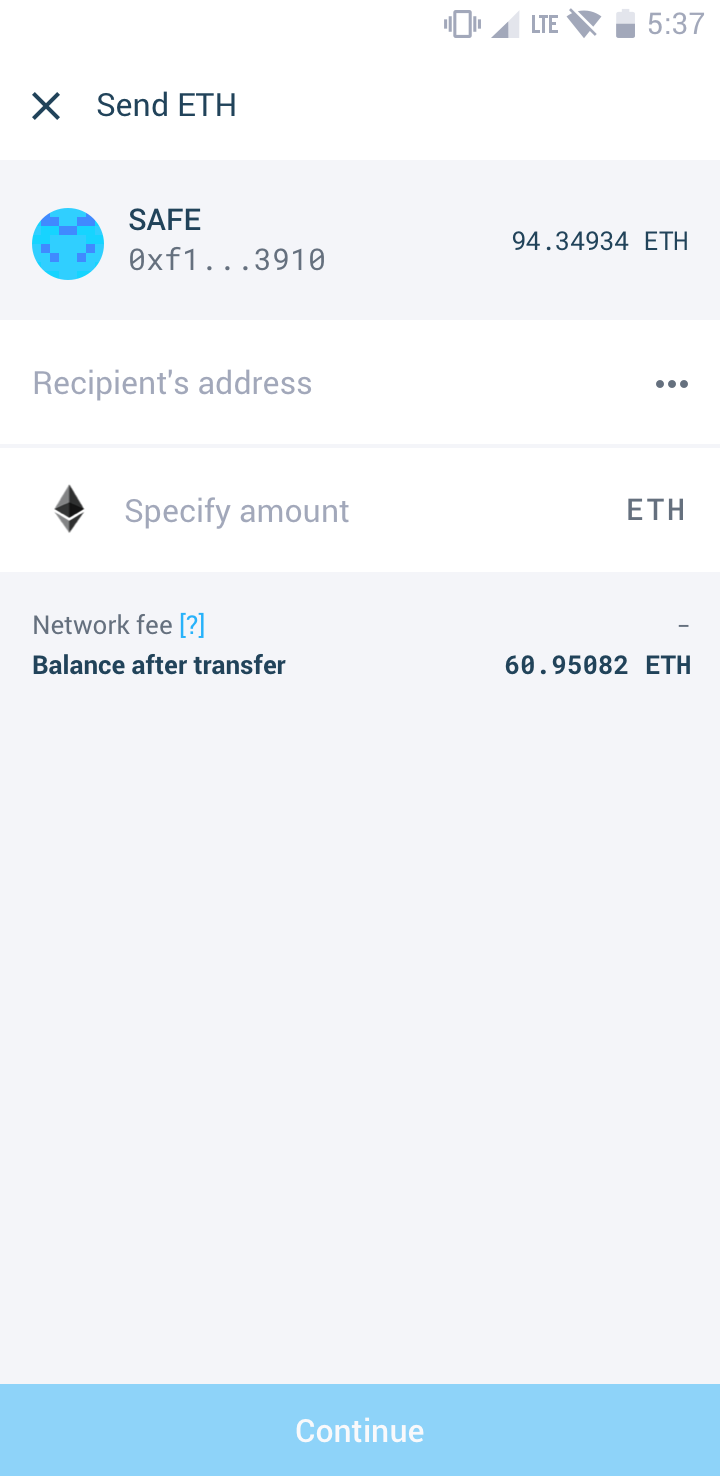 LTE 5:37
Send ETH
SAFE
0xf1...3910
94.34934 ETH
Recipient's address
Specify amount ETH
Network fee [?] –
Balance after transfer 60.95082 ETH
Continue